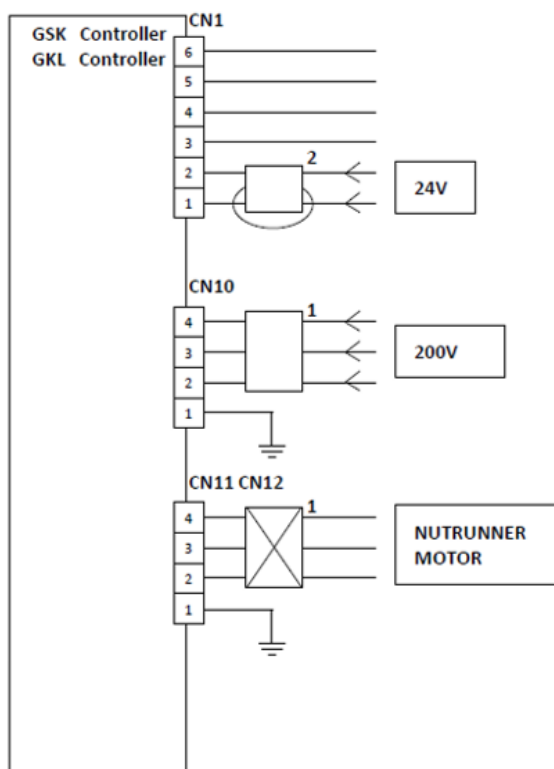 CN1
GSK Controller
GKL Controller
6
5
4
3
2
1
2
24V
CN10
4
3
2
1
1
200V
CN11 CN12
4
3
2
1
1
NUTRUNNER
MOTOR